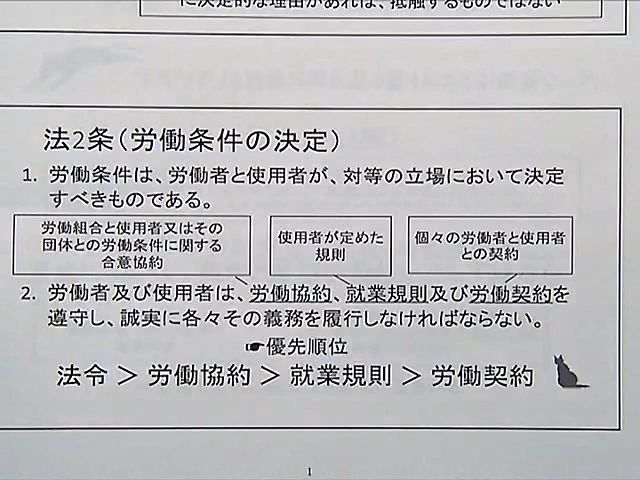 に決定的な理由があれば、抵触するものではない
法2条(労働条件の決定)
1. 労働条件は、労働者と使用者が、対等の立場において決定
すべきものである。
労働組合と使用者又はその
団体との労働条件に関する
合意協約
使用者が定めた
規則
個々の労働者と使用者
との契約
2. 労働者及び使用者は、労働協約、就業規則及び労働契約を
遵守し、誠実に各々その義務を履行しなければならない。
☛優先順位
法令 > 労働協約 > 就業規則 > 労働契約
1